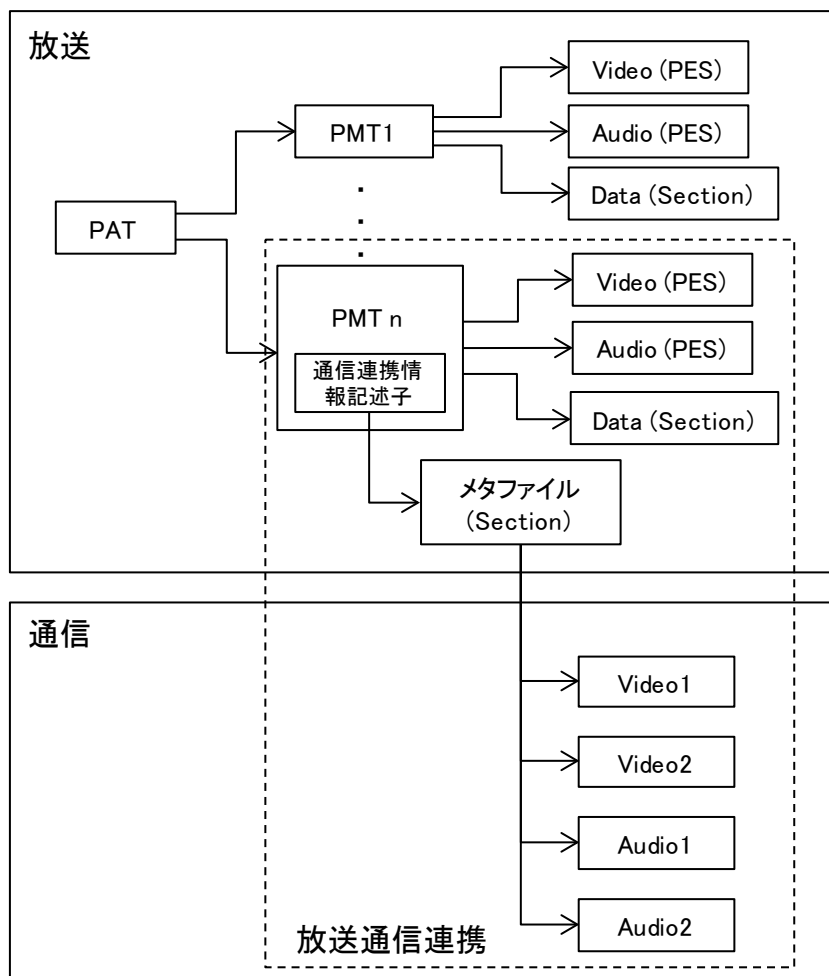 放送
Video (PES)
PMT1
Audio (PES)
Data (Section)
PAT
Video (PES)
PMT n
Audio (PES)
通信連携情
報記述子
Data (Section)
メタファイル
(Section)
通信
Video1
Video2
Audio1
Audio2
放送通信連携